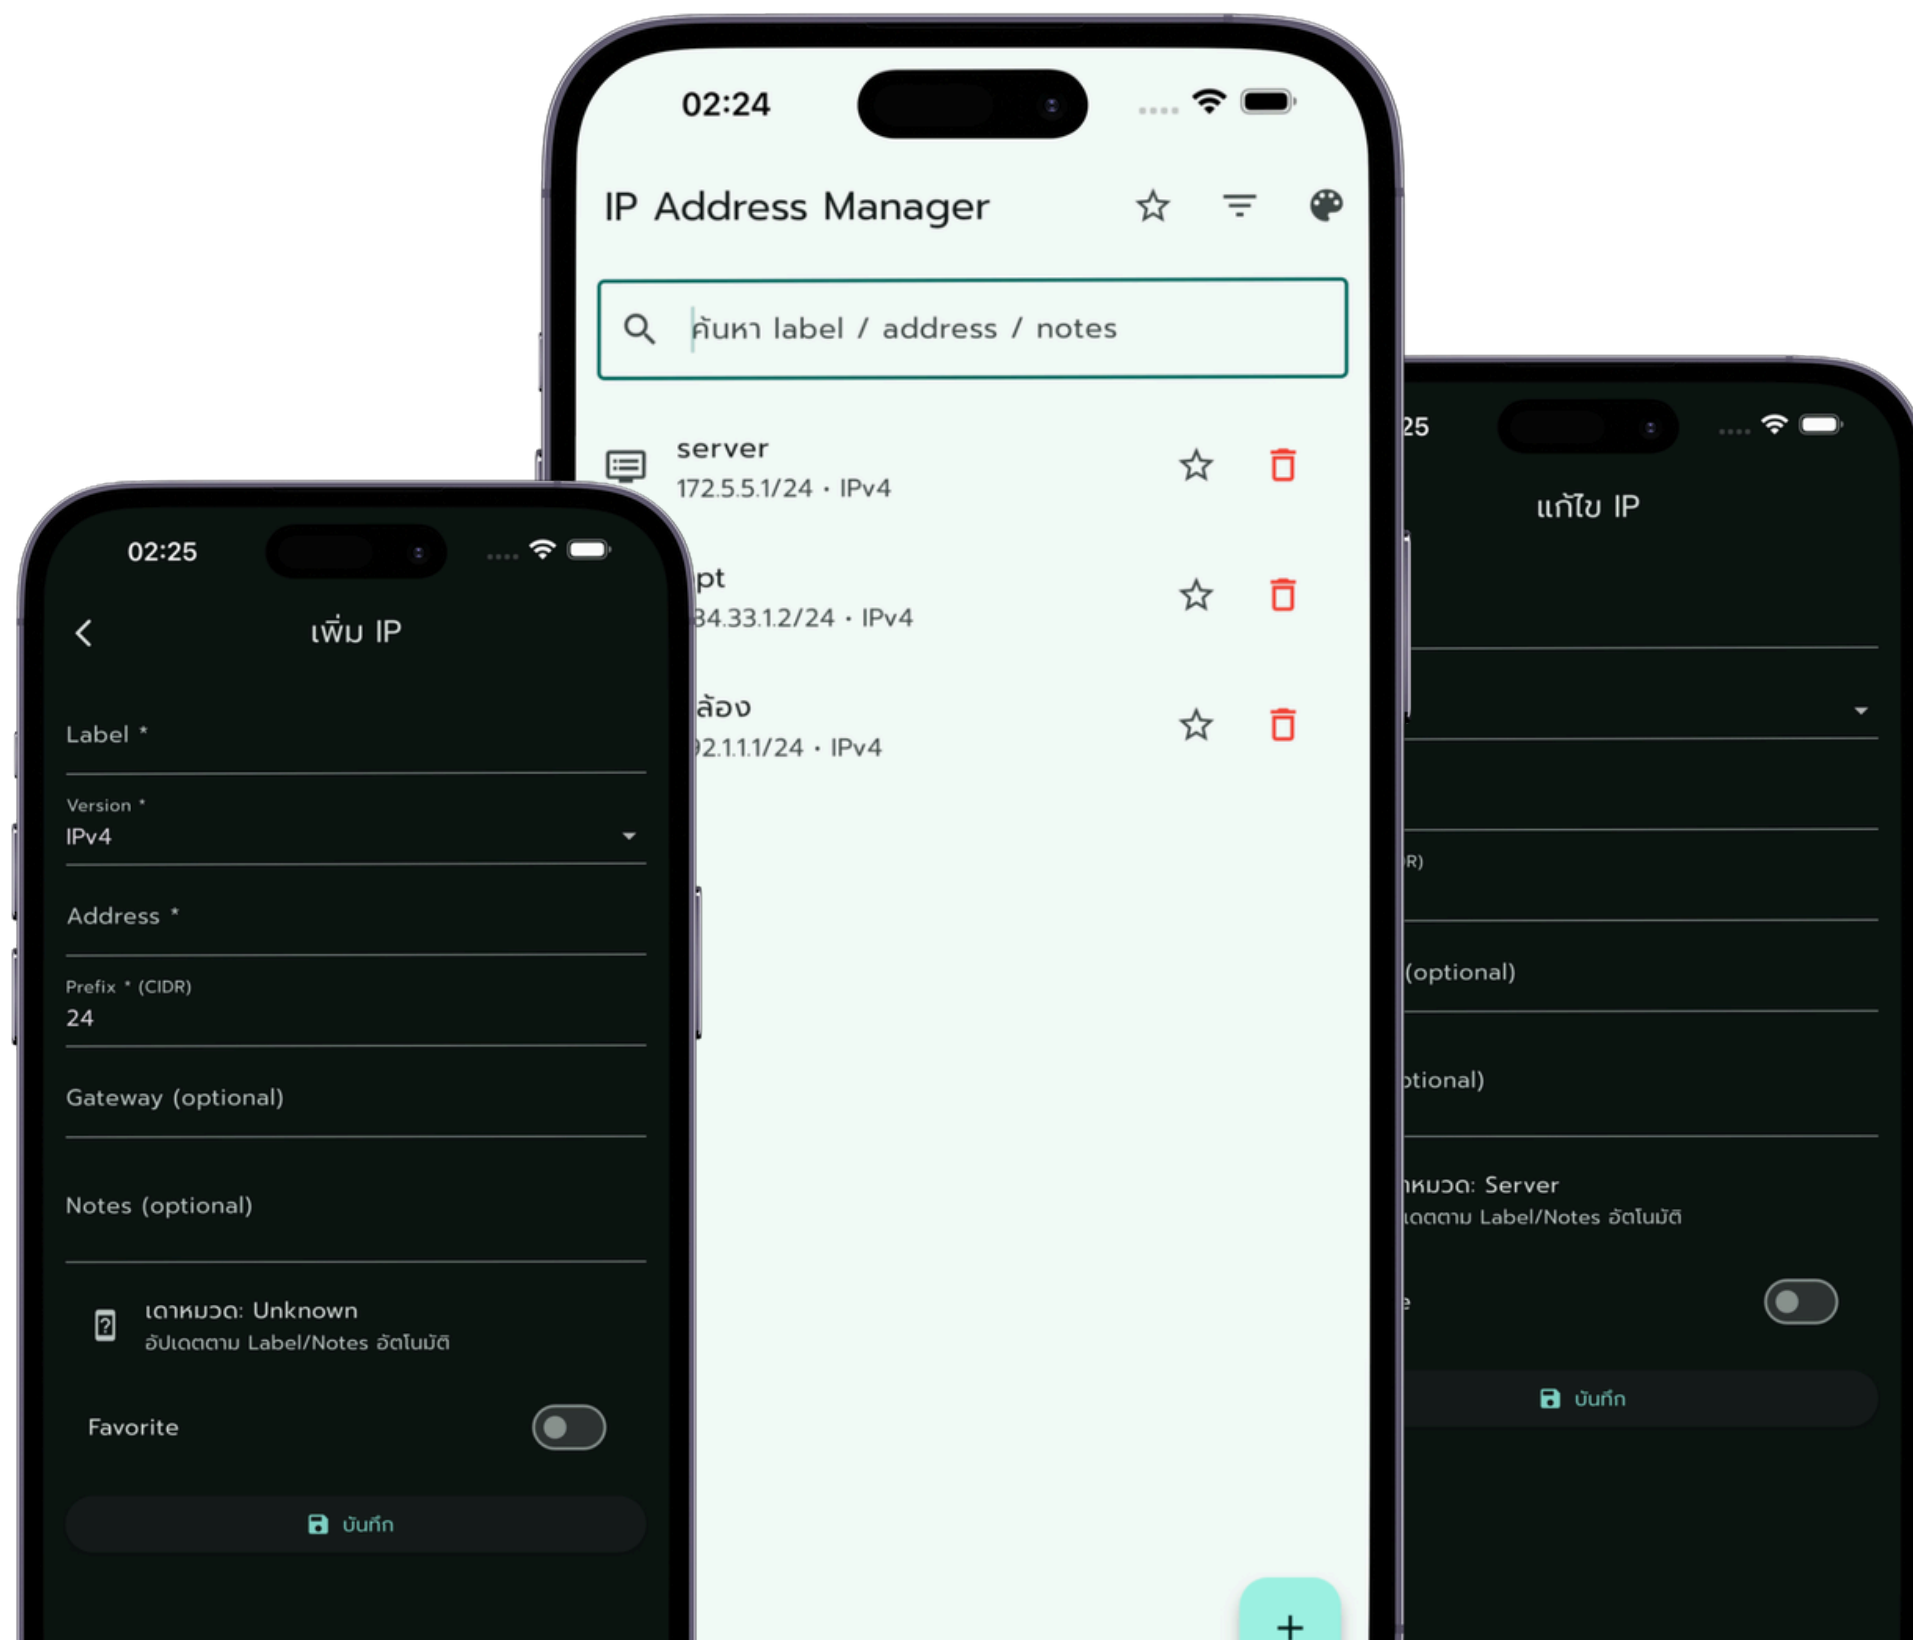 02:24
IP Address Manager
ค้นหา label / address / notes
server
172.5.5.1/24 • IPv4
34.33.1.2/24 • IPv4
92.1.1.1/24 • IPv4
+
02:25
เพิ่ม IP
Label *
Version *
IPv4
Address *
Prefix * (CIDR)
24
Gateway (optional)
Notes (optional)
เดาหมวด: Unknown
อัปเดตตาม Label/Notes อัตโนมัติ
Favorite
บันทึก
25
แก้ไข IP
R)
(optional)
ptional)
าหมวด: Server
เดตตาม Label/Notes อัตโนมัติ
บันทึก